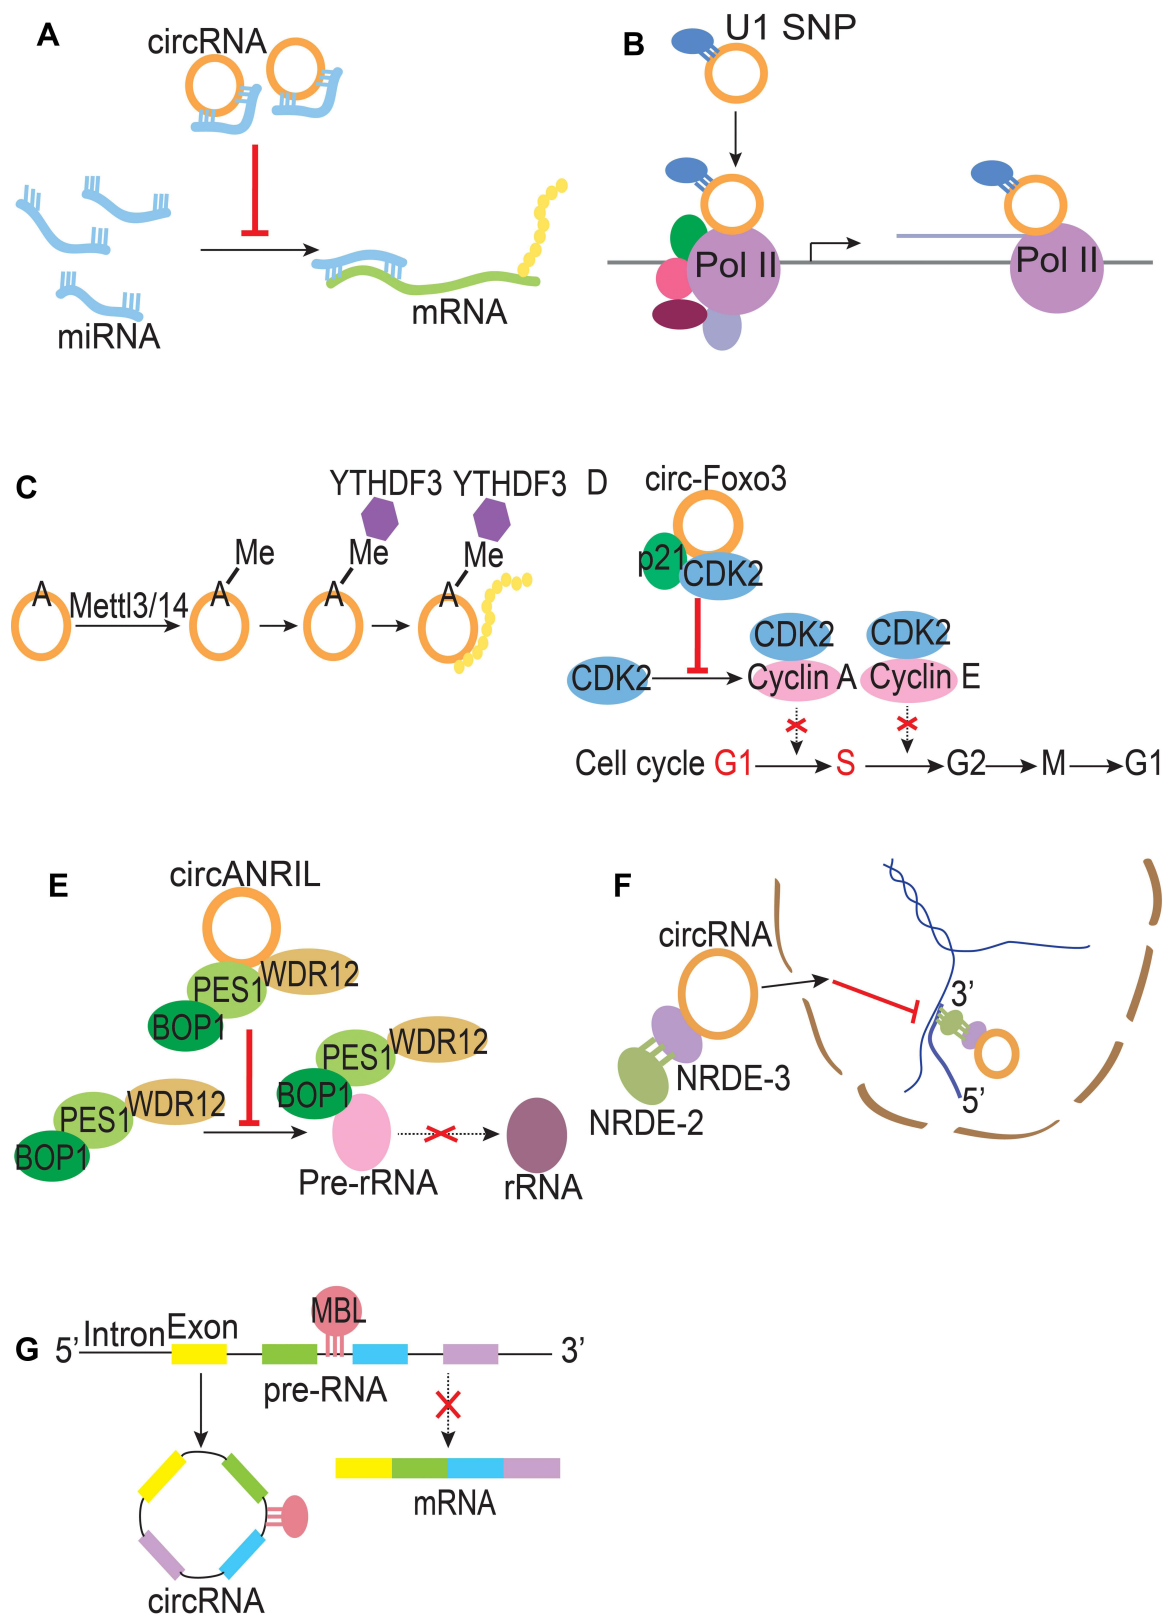 A
circRNA
miRNA
mRNA
B
U1 SNP
Pol II
Pol II
C
YTHDF3 YTHDF3
Me
Me
Me
A
A
A
A
Mettl3/14
D
circ-Foxo3
p21
CDK2
CDK2
CDK2
CDK2
Cyclin A
Cyclin E
Cell cycle G1 S G2 M G1
E
circANRIL
PES1
WDR12
BOP1
PES1
WDR12
BOP1
PES1
WDR12
BOP1
Pre-rRNA
rRNA
F
circRNA
NRDE-3
NRDE-2
3’
5’
G
5’ Intron Exon
MBL
3’
pre-RNA
mRNA
circRNA